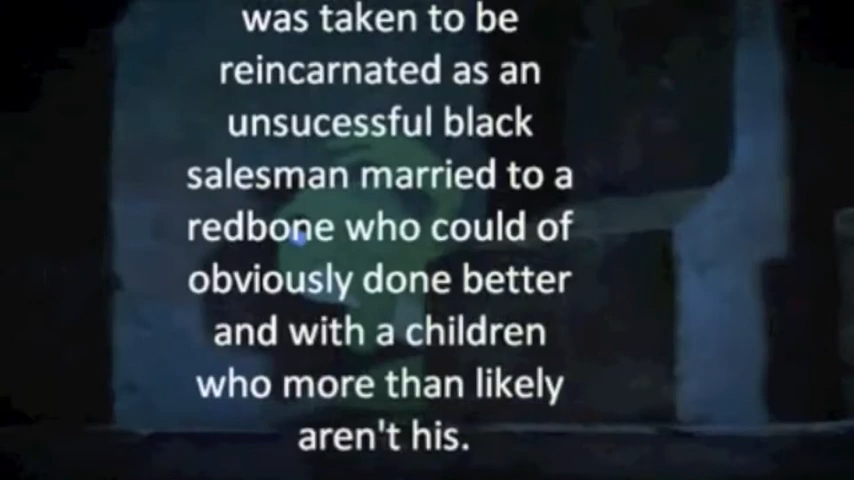 was taken to be
reincarnated as an
unsucessful black
salesman married to a
redbone who could of
obviously done better
and with a children
who more than likely
aren't his.